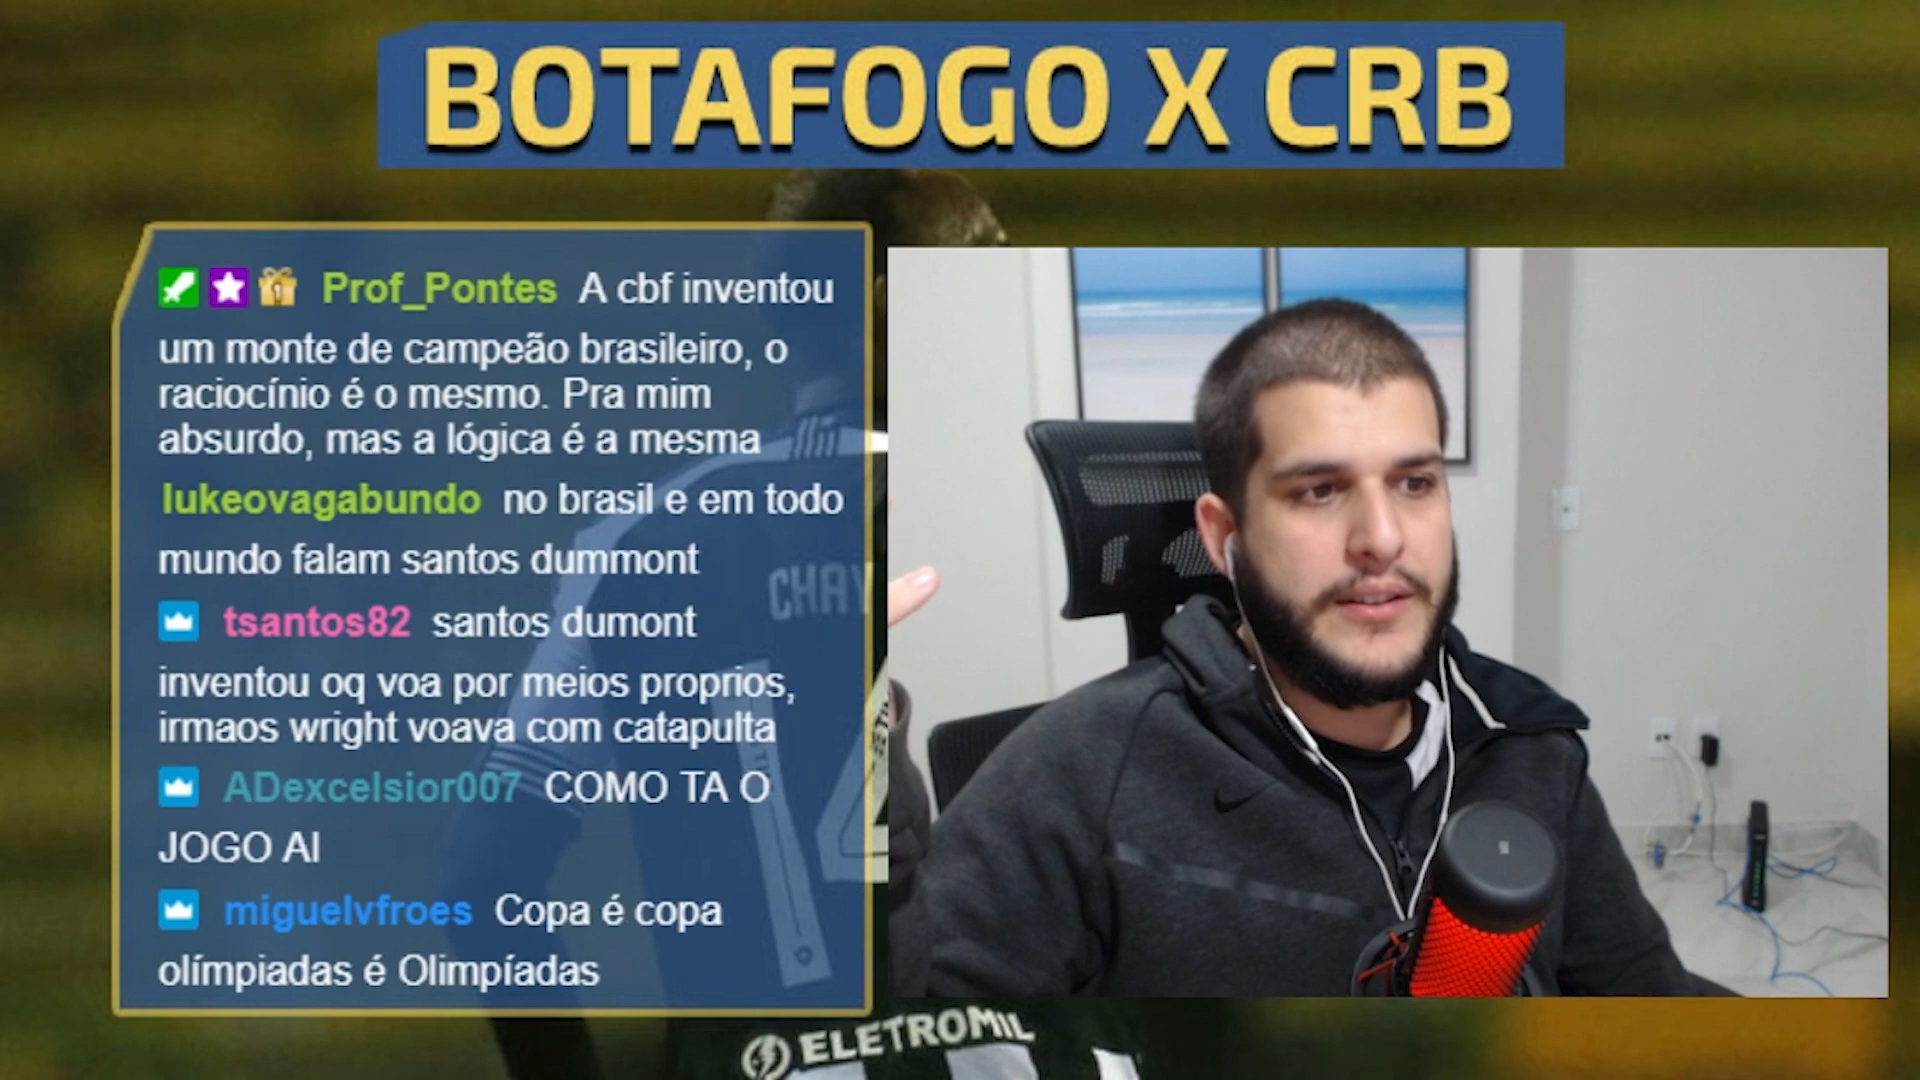 BOTAFOGO X CRB
Prof_Pontes A cbf inventou
um monte de campeão brasileiro, o
raciocínio é o mesmo. Pra mim
absurdo, mas a lógica é a mesma
lukeovagabundo no brasil e em todo
mundo falam santos dummont
tsantos82 santos dumont
inventou oq voa por meios proprios,
irmaos wright voava com catapulta
ADexcelsior007 COMO TA O
JOGO AI
miguelvfroes Copa é copa
olímpiadas é Olimpíadas
CHAY
ELETROMIL